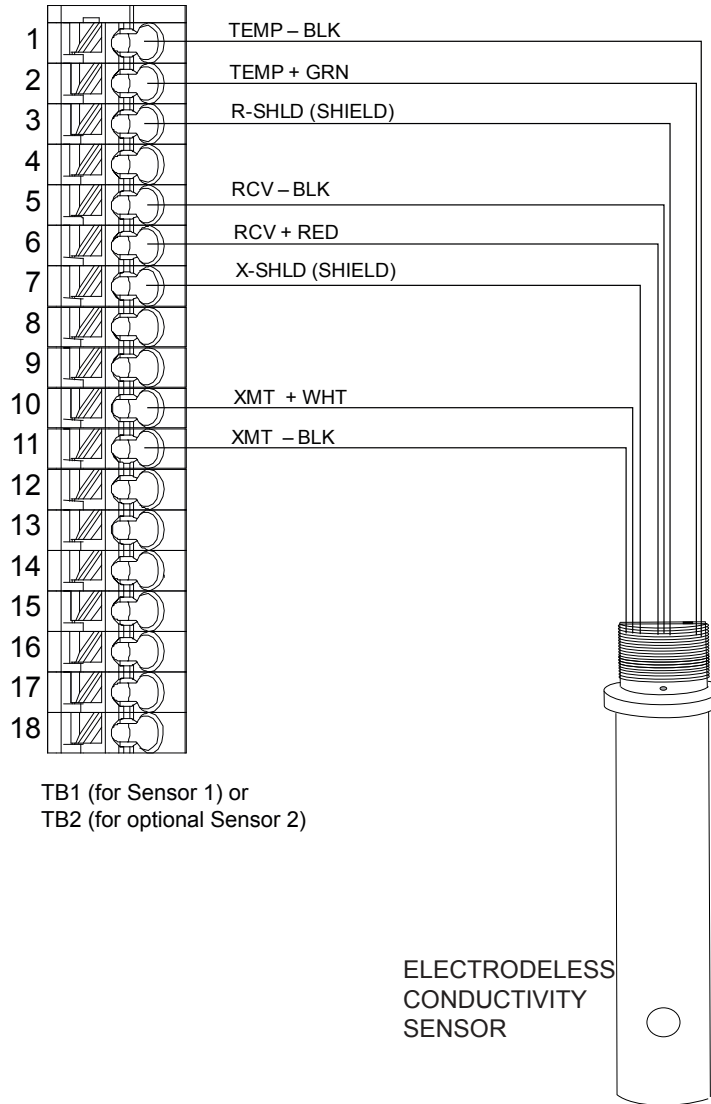 1 TEMP – BLK
2 TEMP + GRN
3 R-SHLD (SHIELD)
4
5 RCV – BLK
6 RCV + RED
7 X-SHLD (SHIELD)
8
9
10 XMT + WHT
11 XMT – BLK
12
13
14
15
16
17
18
TB1 (for Sensor 1) or
TB2 (for optional Sensor 2)
ELECTRODELESS
CONDUCTIVITY
SENSOR